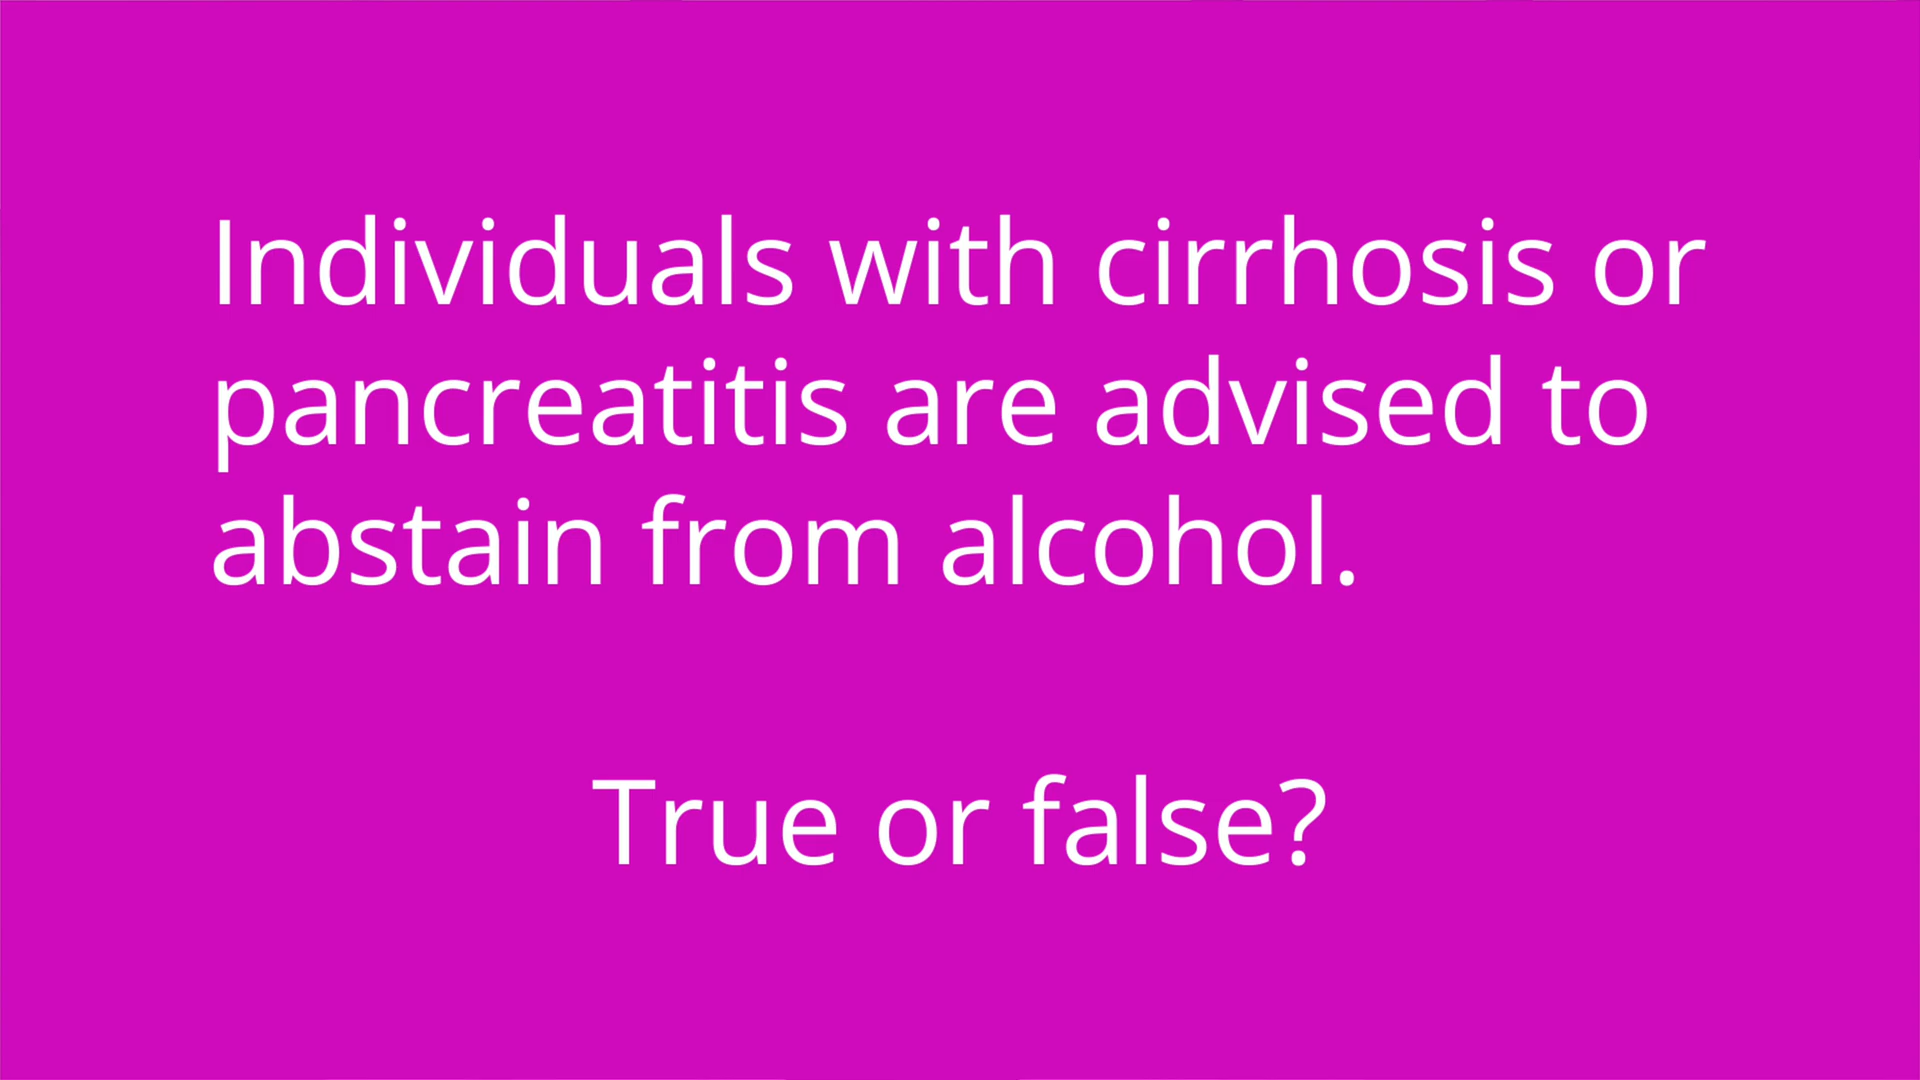 Individuals with cirrhosis or
pancreatitis are advised to
abstain from alcohol.
True or false?